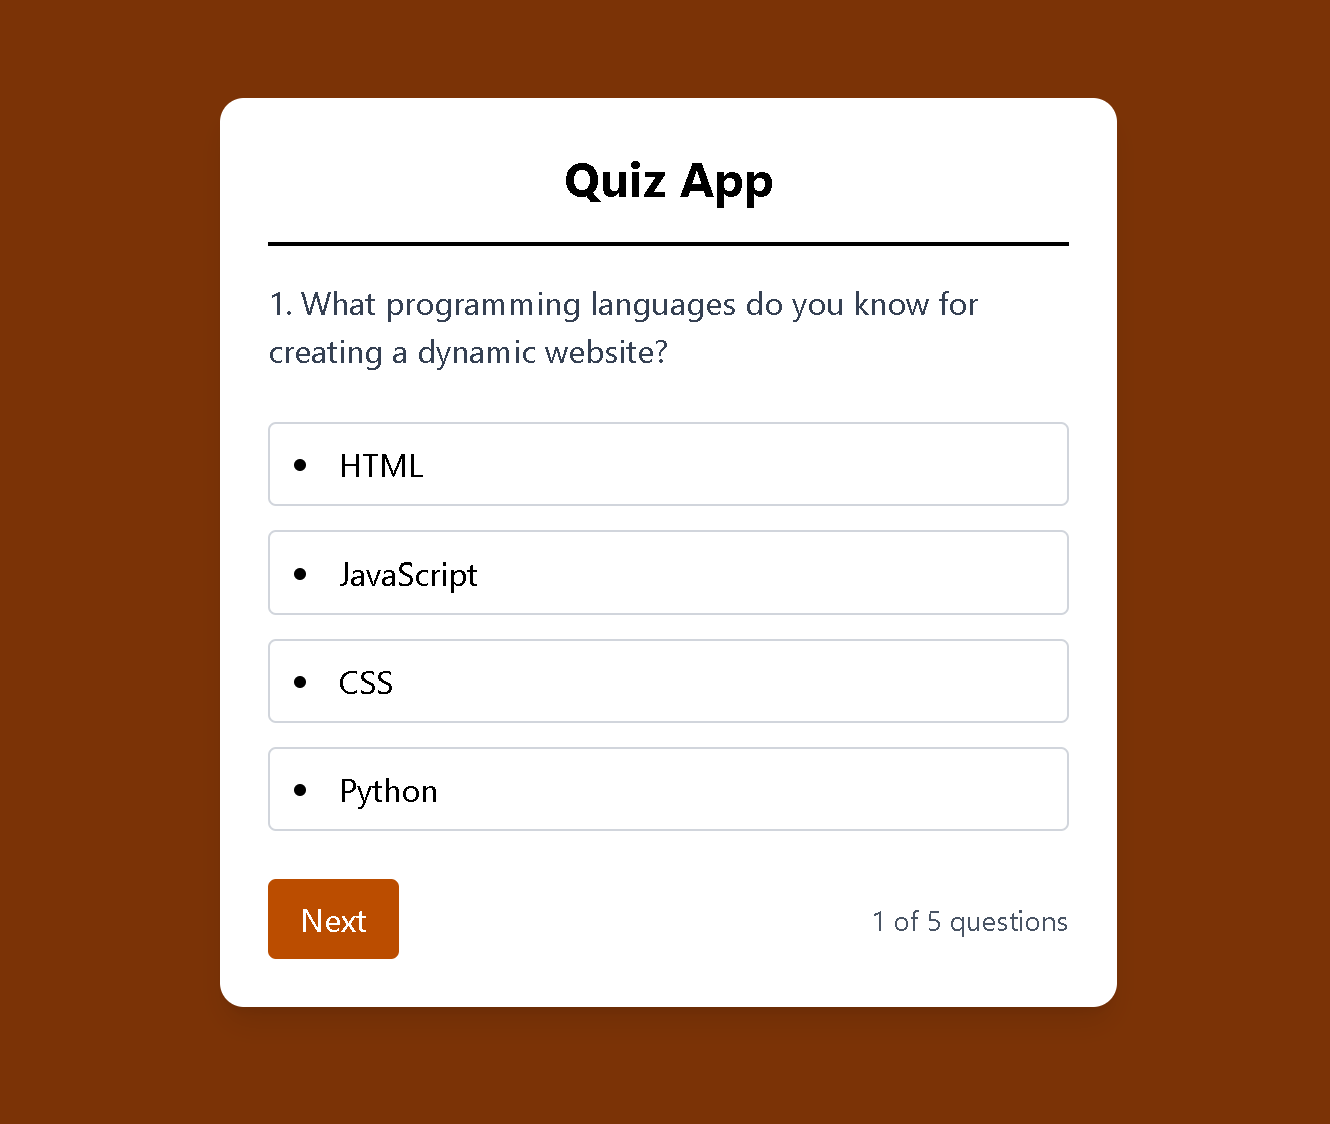 Quiz App
1. What programming languages do you know for
creating a dynamic website?
• HTML
• JavaScript
• CSS
• Python
Next
1 of 5 questions